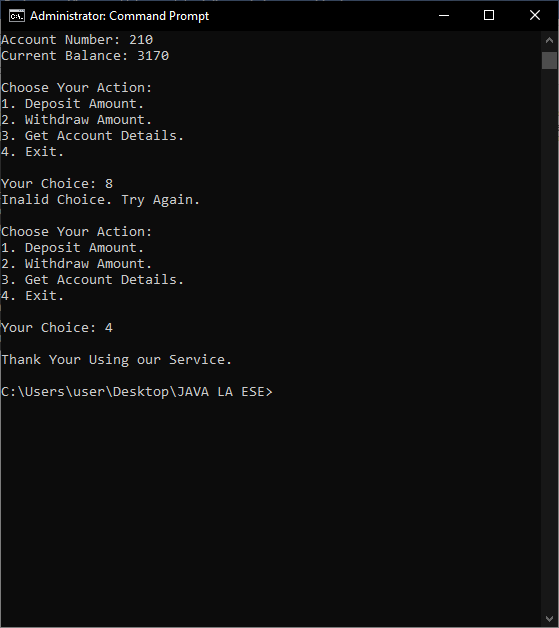 Administrator: Command Prompt
Account Number: 210
Current Balance: 3170
Choose Your Action:
1. Deposit Amount.
2. Withdraw Amount.
3. Get Account Details.
4. Exit.
Your Choice: 8
Inalid Choice. Try Again.
Choose Your Action:
1. Deposit Amount.
2. Withdraw Amount.
3. Get Account Details.
4. Exit.
Your Choice: 4
Thank Your Using our Service.
C:\Users\user\Desktop\JAVA LA ESE>